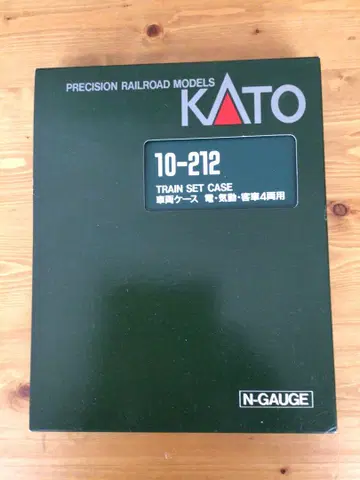 PRECISION RAILROAD MODELS
KATO
10-212
TRAIN SET CASE
車両ケース 電・気動・客車4両用
N-GAUGE